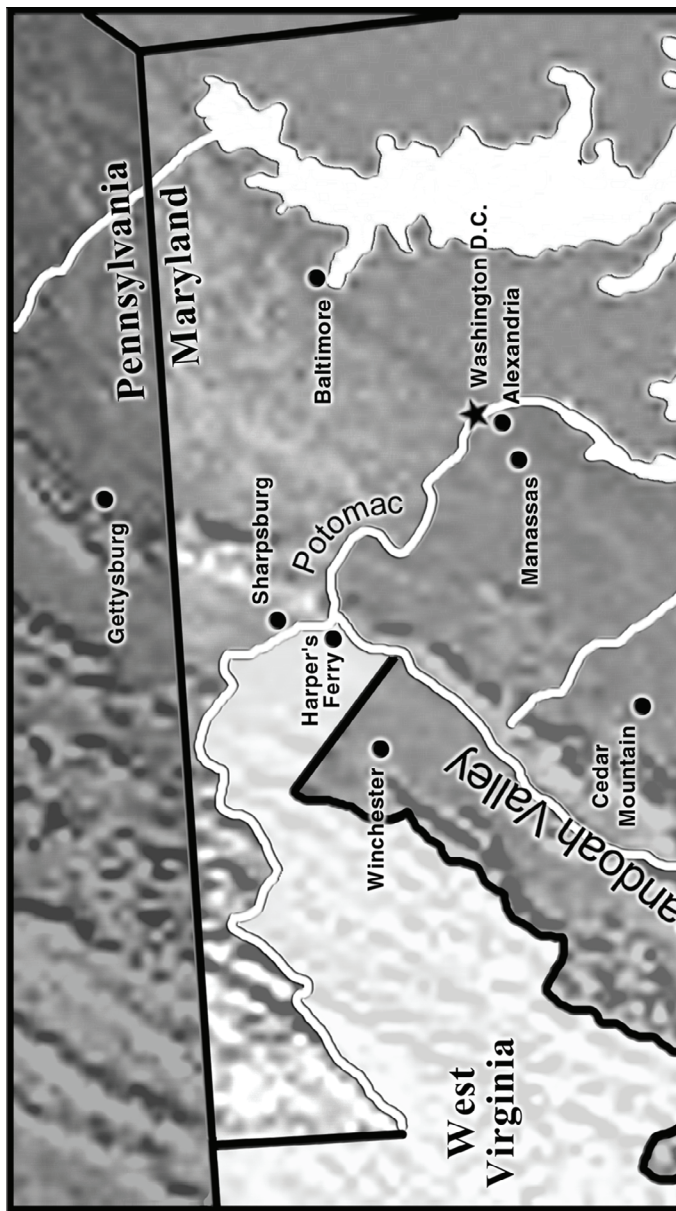 Gettysburg
Pennsylvania
Maryland
Sharpsburg
Harper's
Ferry
Baltimore
Potomac
Winchester
West
Virginia
Washington D.C.
Alexandria
Manassas
andoah Valley
Cedar
Mountain